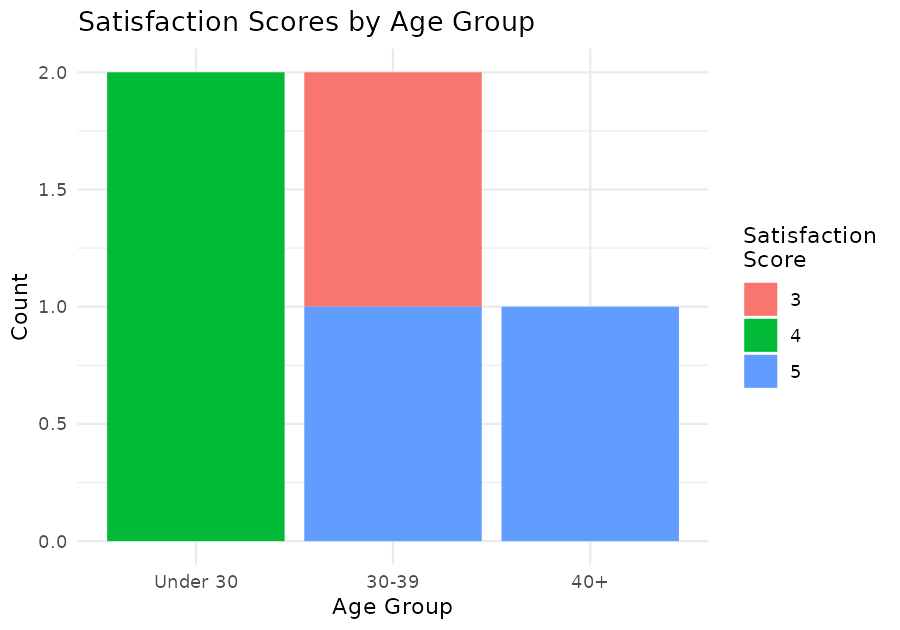 Satisfaction Scores by Age Group
2.0
1.5
1.0
0.5
0.0
Count
Under 30
30-39
40+
Age Group
Satisfaction
Score
3
4
5